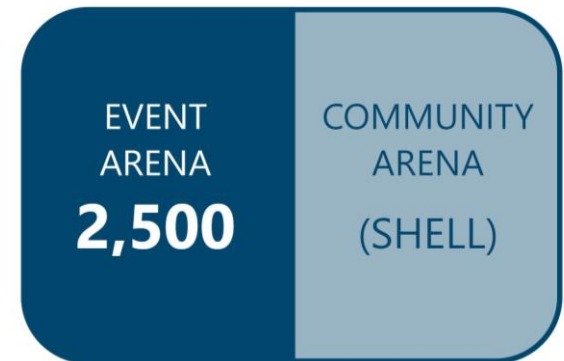 EVENT
ARENA
2,500
COMMUNITY
ARENA
(SHELL)